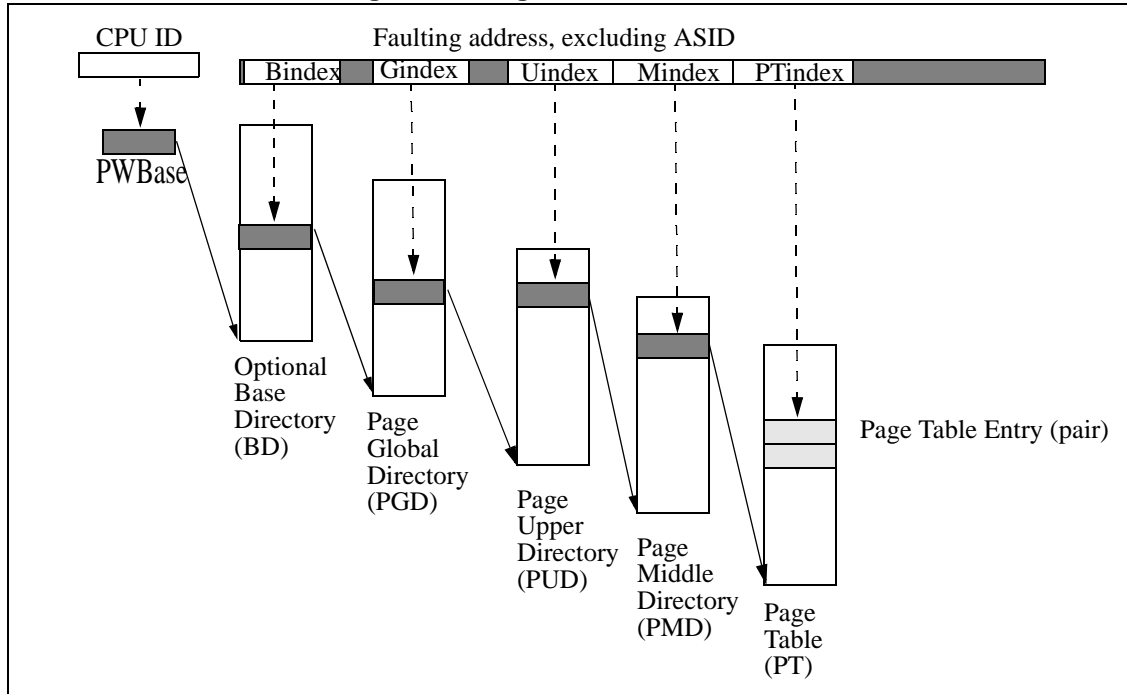 CPU ID
Faulting address, excluding ASID
Bindex
Gindex
Uindex
Mindex
PTindex
PWBase
Optional
Base
Directory
(BD)
Page
Global
Directory
(PGD)
Page
Upper
Directory
(PUD)
Page
Middle
Directory
(PMD)
Page
Table
(PT)
Page Table Entry (pair)